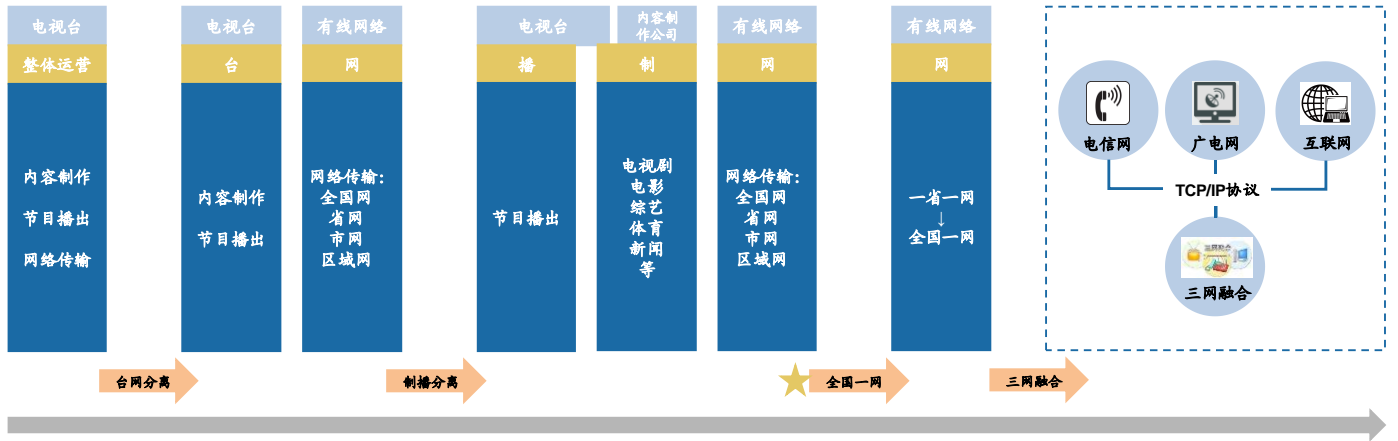 电视台
整体运营
内容制作
节目播出
网络传输
电视台
台
内容制作
节目播出
有线网络
网
网络传输:
全国网
省网
市网
区域网
电视台
播
节目播出
内容制
作公司
制
电视剧
电影
综艺
体育
新闻
等
有线网络
网
网络传输:
全国网
省网
市网
区域网
有线网络
网
一省一网
↓
全国一网
电信网
广电网
互联网
TCP/IP协议
三网融合
三网融合
台网分离
制播分离
全国一网
三网融合